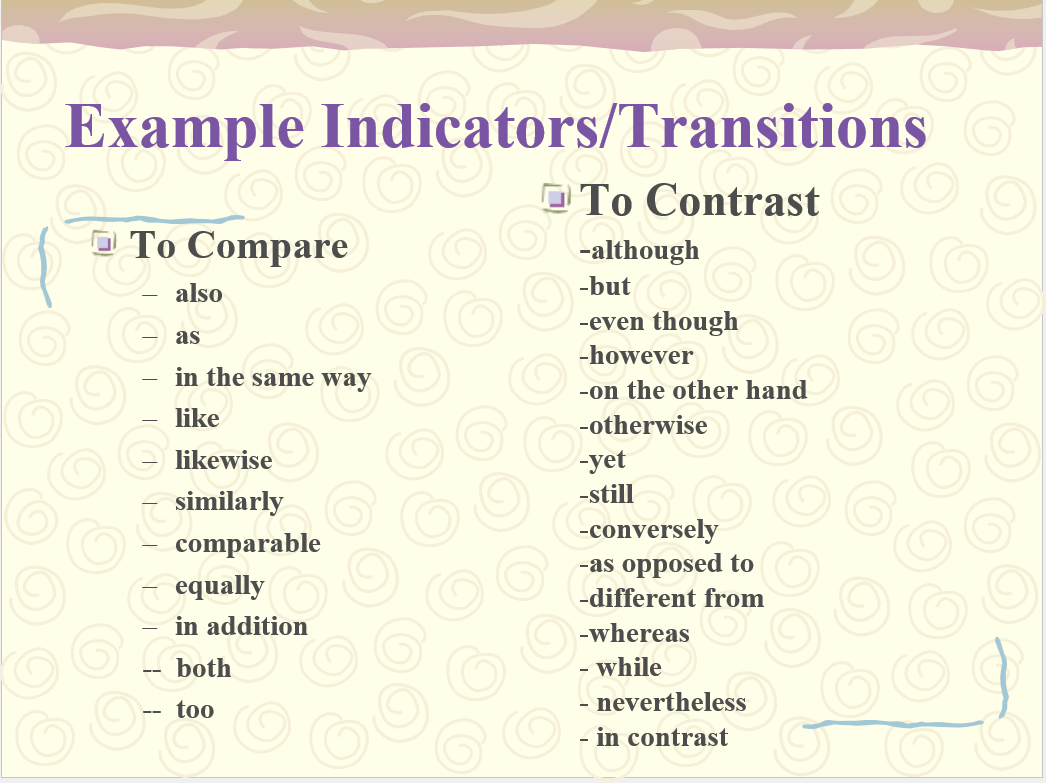 Example Indicators/Transitions
To Compare
– also
– as
– in the same way
– like
– likewise
– similarly
– comparable
– equally
– in addition
-- both
-- too
To Contrast
-although
-but
-even though
-however
-on the other hand
-otherwise
-yet
-still
-conversely
-as opposed to
-different from
-whereas
- while
- nevertheless
- in contrast